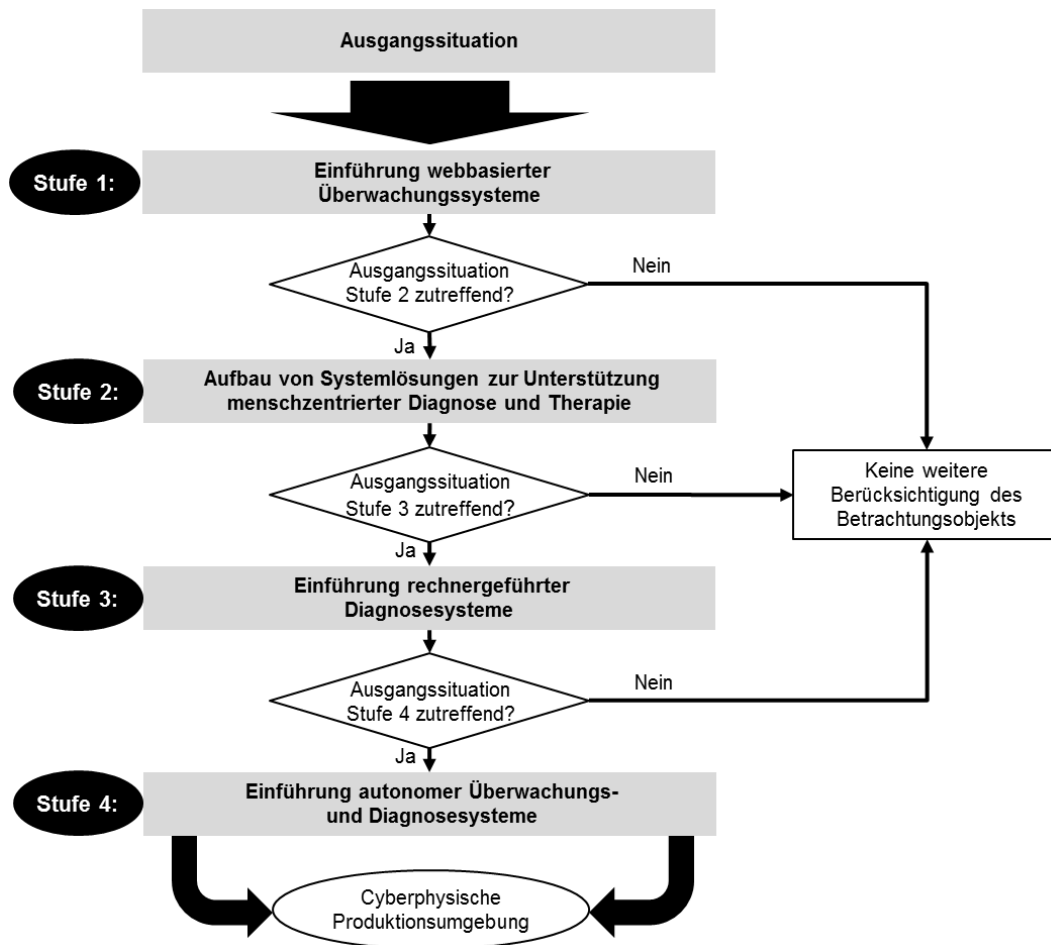 Ausgangssituation
Stufe 1:
Einführung webbasierter
Überwachungssysteme
Ausgangssituation
Stufe 2 zutreffend?
Nein
Ja
Stufe 2:
Aufbau von Systemlösungen zur Unterstützung
menschzentrierter Diagnose und Therapie
Ausgangssituation
Stufe 3 zutreffend?
Nein
Keine weitere
Berücksichtigung des
Betrachtungsobjekts
Ja
Stufe 3:
Einführung rechnergeführter
Diagnosesysteme
Ausgangssituation
Stufe 4 zutreffend?
Nein
Ja
Stufe 4:
Einführung autonomer Überwachungs-
und Diagnosesysteme
Cyberphysische
Produktionsumgebung